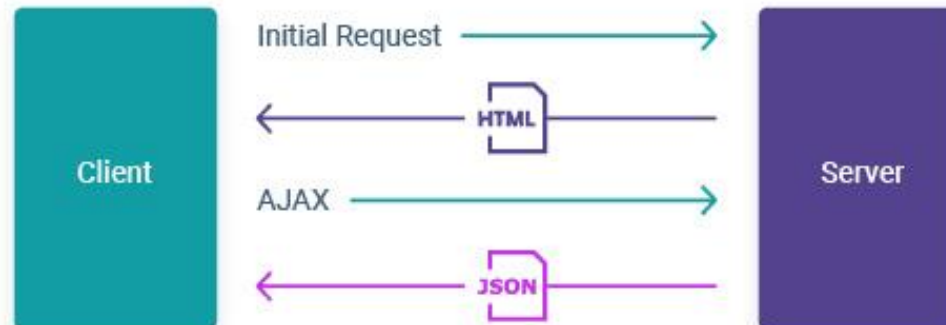 Initial Request
HTML
Client
Server
AJAX
JSON